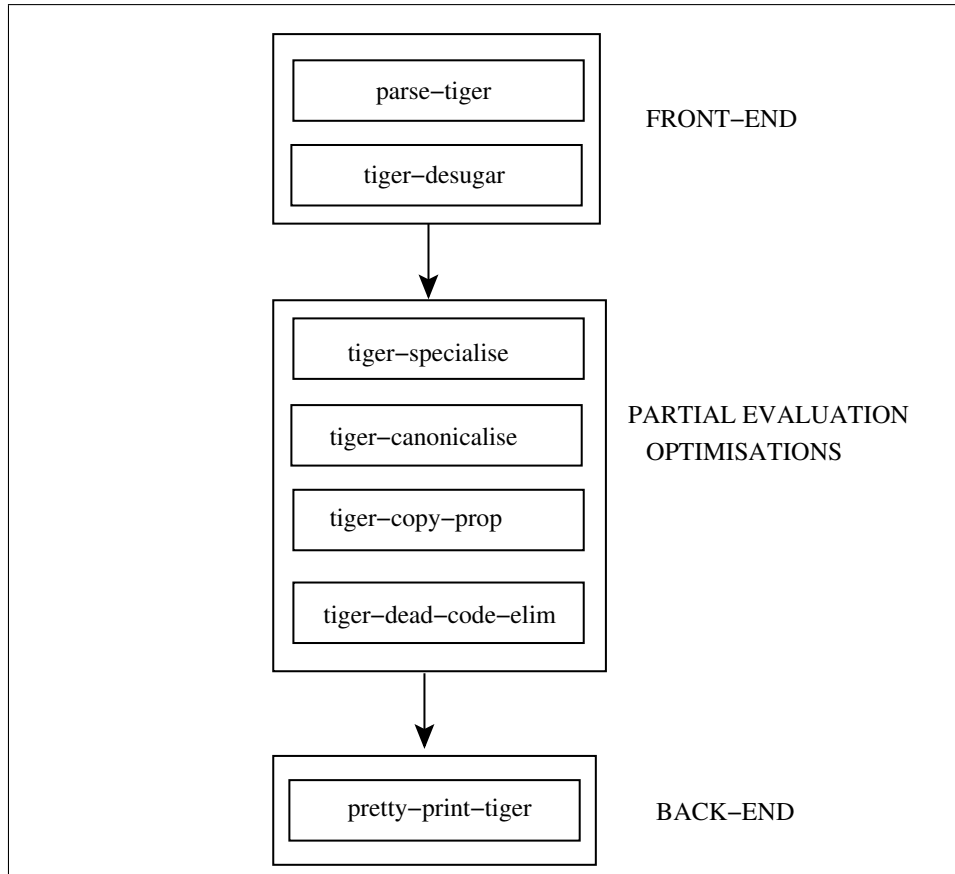 parse−tiger
FRONT−END
tiger−desugar
tiger−specialise
tiger−canonicalise
PARTIAL EVALUATION
OPTIMISATIONS
tiger−copy−prop
tiger−dead−code−elim
pretty−print−tiger
BACK−END